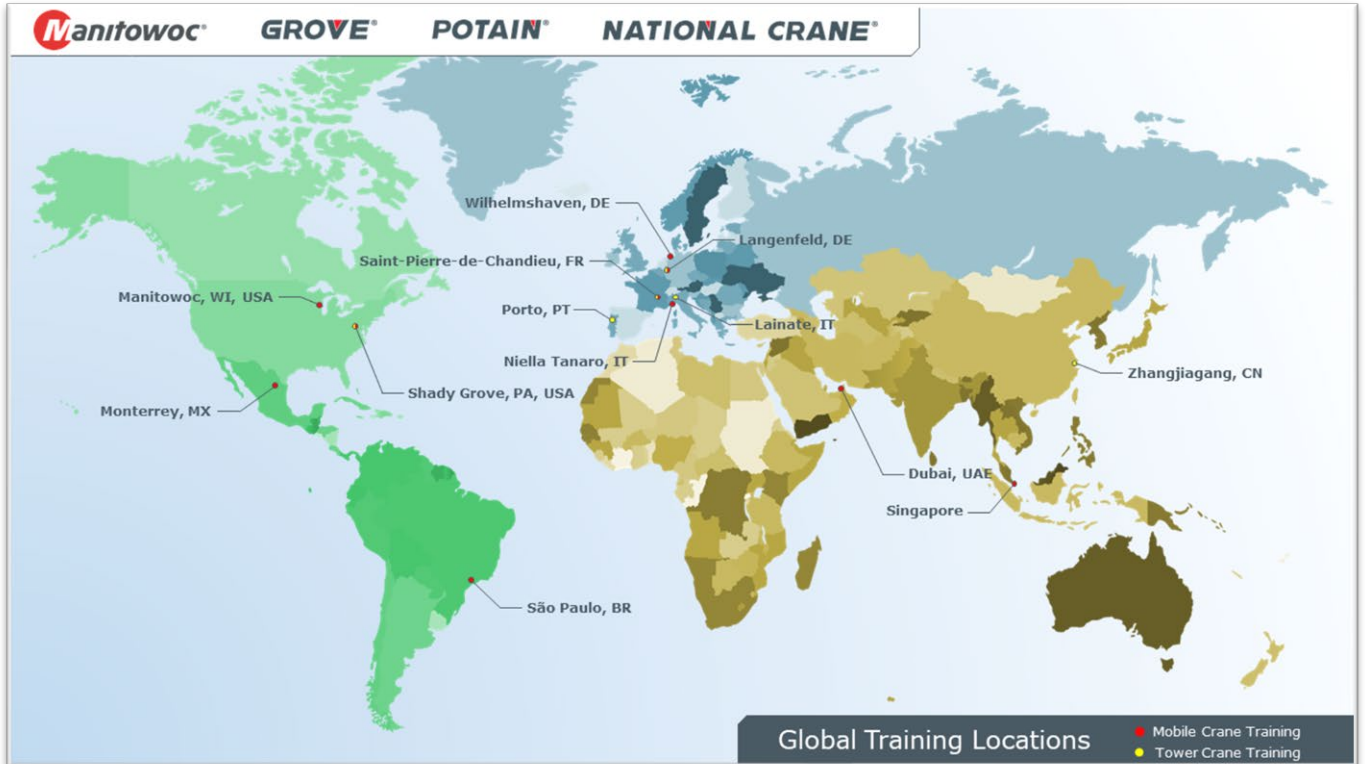 Manitowoc® GROVE® POTAIN® NATIONAL CRANE®
Wilhelmshaven, DE
Langenfeld, DE
Saint-Pierre-de-Chandieu, FR
Manitowoc, WI, USA
Porto, PT
Lainate, IT
Niella Tanaro, IT
Zhangjiagang, CN
Shady Grove, PA, USA
Monterrey, MX
Dubai, UAE
Singapore
São Paulo, BR
Global Training Locations
Mobile Crane Training
Tower Crane Training